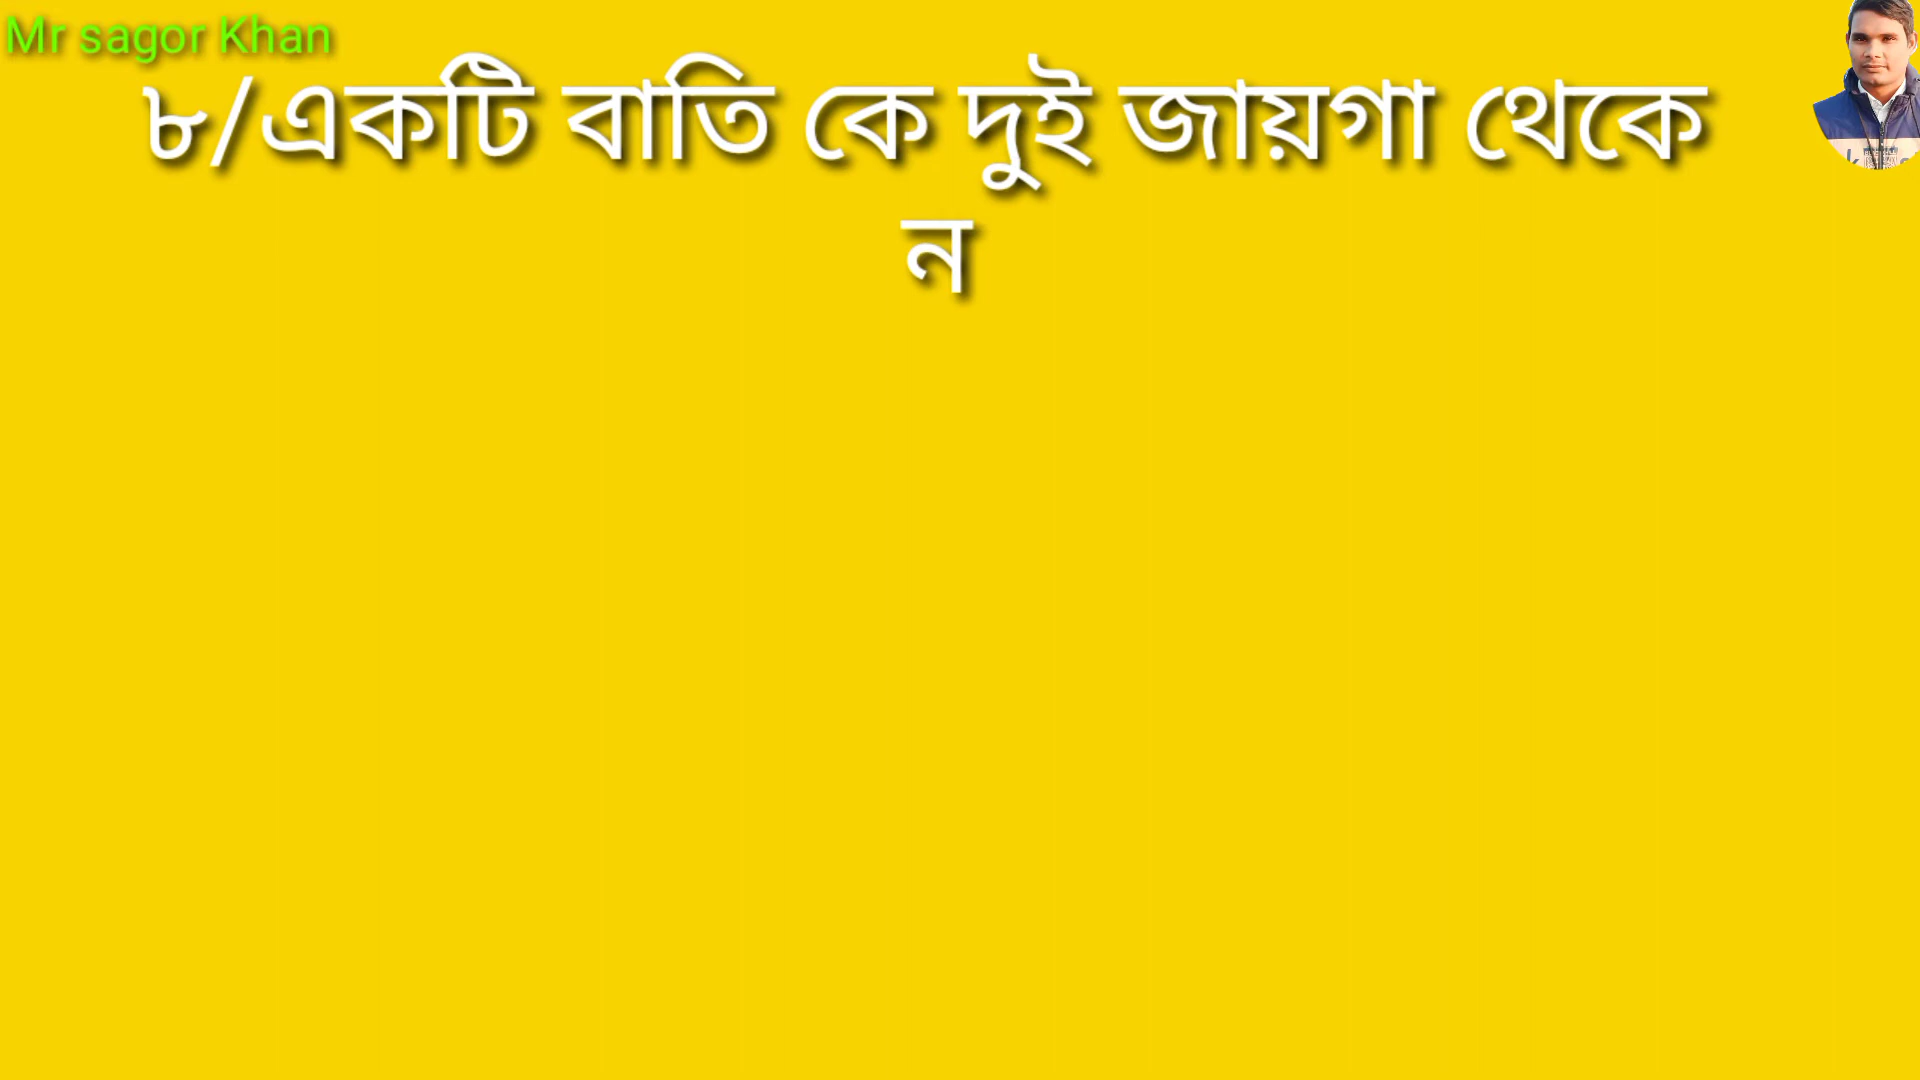 Mr sagor Khan
৮/একটি বাতি কে দুই জায়গা থেকে
ন